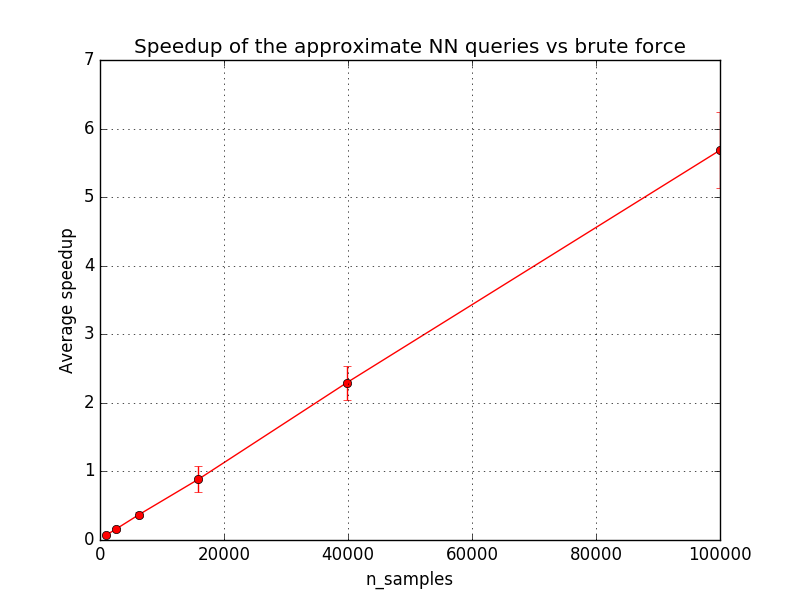 Speedup of the approximate NN queries vs brute force
7
6
5
4
3
2
1
0
Average speedup
0 20000 40000 60000 80000 100000
n_samples